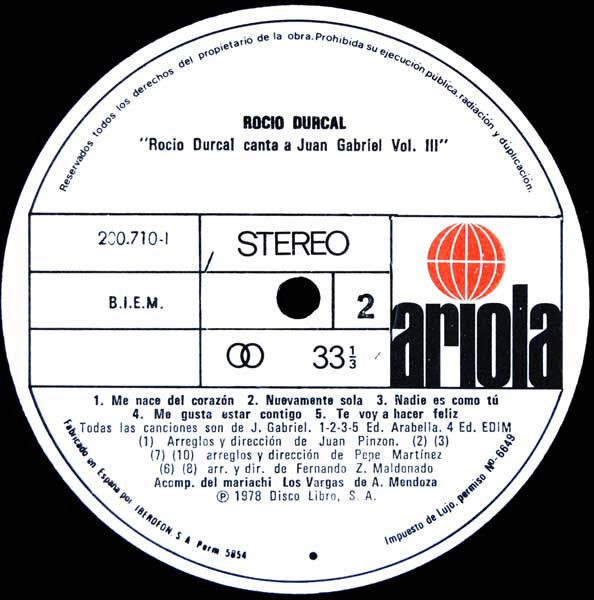 Reservados todos los derechos del propietario de la obra. Prohibida su ejecución pública, radiación y duplicación.
ROCIO DURCAL
"Rocio Durcal canta a Juan Gabriel Vol. III"
200.710-I
STEREO
B.I.E.M.
2
ariola
33 1/3
1. Me nace del corazón 2. Nuevamente sola 3. Nadie es como tú
4. Me gusta estar contigo 5. Te voy a hacer feliz
Todas las canciones son de J. Gabriel. 1-2-3-5 Ed. Arabella. 4 Ed. EDIM
(1) Arreglos y dirección de Juan Pinzon. (2) (3)
(7) (10) arreglos y dirección de Pepe Martínez
(6) (8) arr. y dir. de Fernando Z. Maldonado
Acomp. del mariachi Los Vargas de A. Mendoza
Ⓟ 1978 Disco Libro, S. A.
Fabricado en España por IBEROFON, S. A. Perm 5854
Impuesto de Lujo, permiso Nº-6649